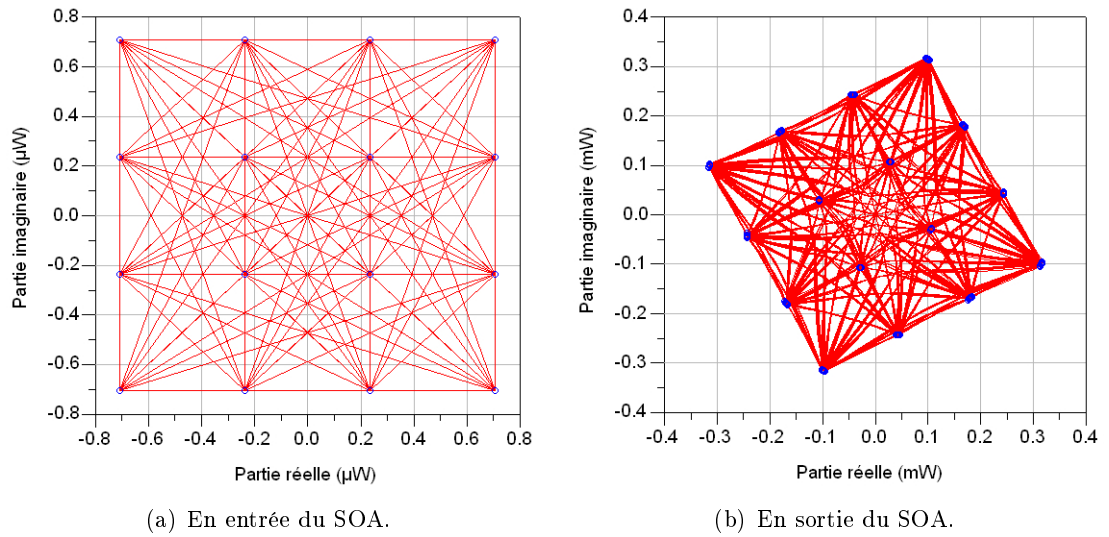 0.8
0.6
0.4
0.2
0.0
-0.2
-0.4
-0.6
-0.8
-0.8 -0.6 -0.4 -0.2 0.0 0.2 0.4 0.6 0.8
Partie imaginaire (µW)
Partie réelle (µW)
(a) En entrée du SOA.
0.4
0.3
0.2
0.1
0.0
-0.1
-0.2
-0.3
-0.4
-0.4 -0.3 -0.2 -0.1 0.0 0.1 0.2 0.3 0.4
Partie imaginaire (mW)
Partie réelle (mW)
(b) En sortie du SOA.